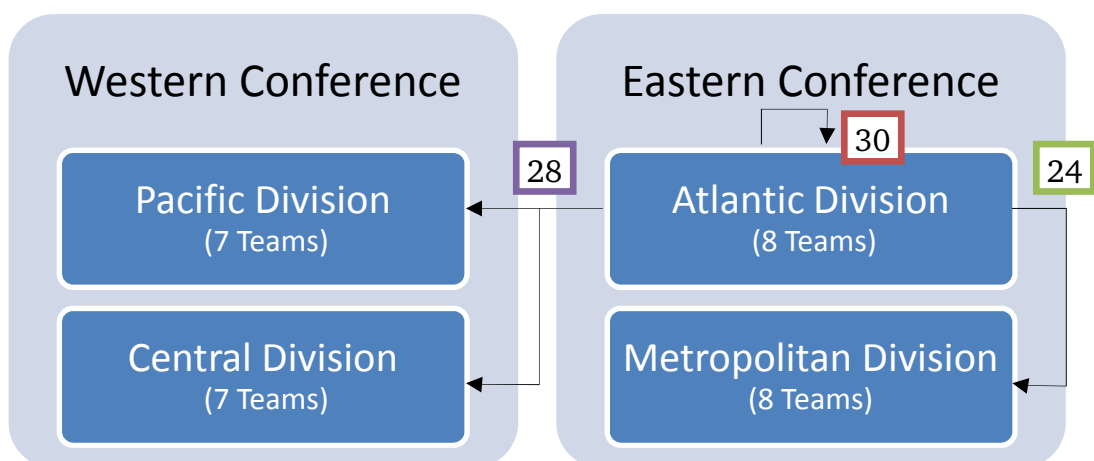 Western Conference
Eastern Conference
30
28
24
Pacific Division
(7 Teams)
Atlantic Division
(8 Teams)
Central Division
(7 Teams)
Metropolitan Division
(8 Teams)